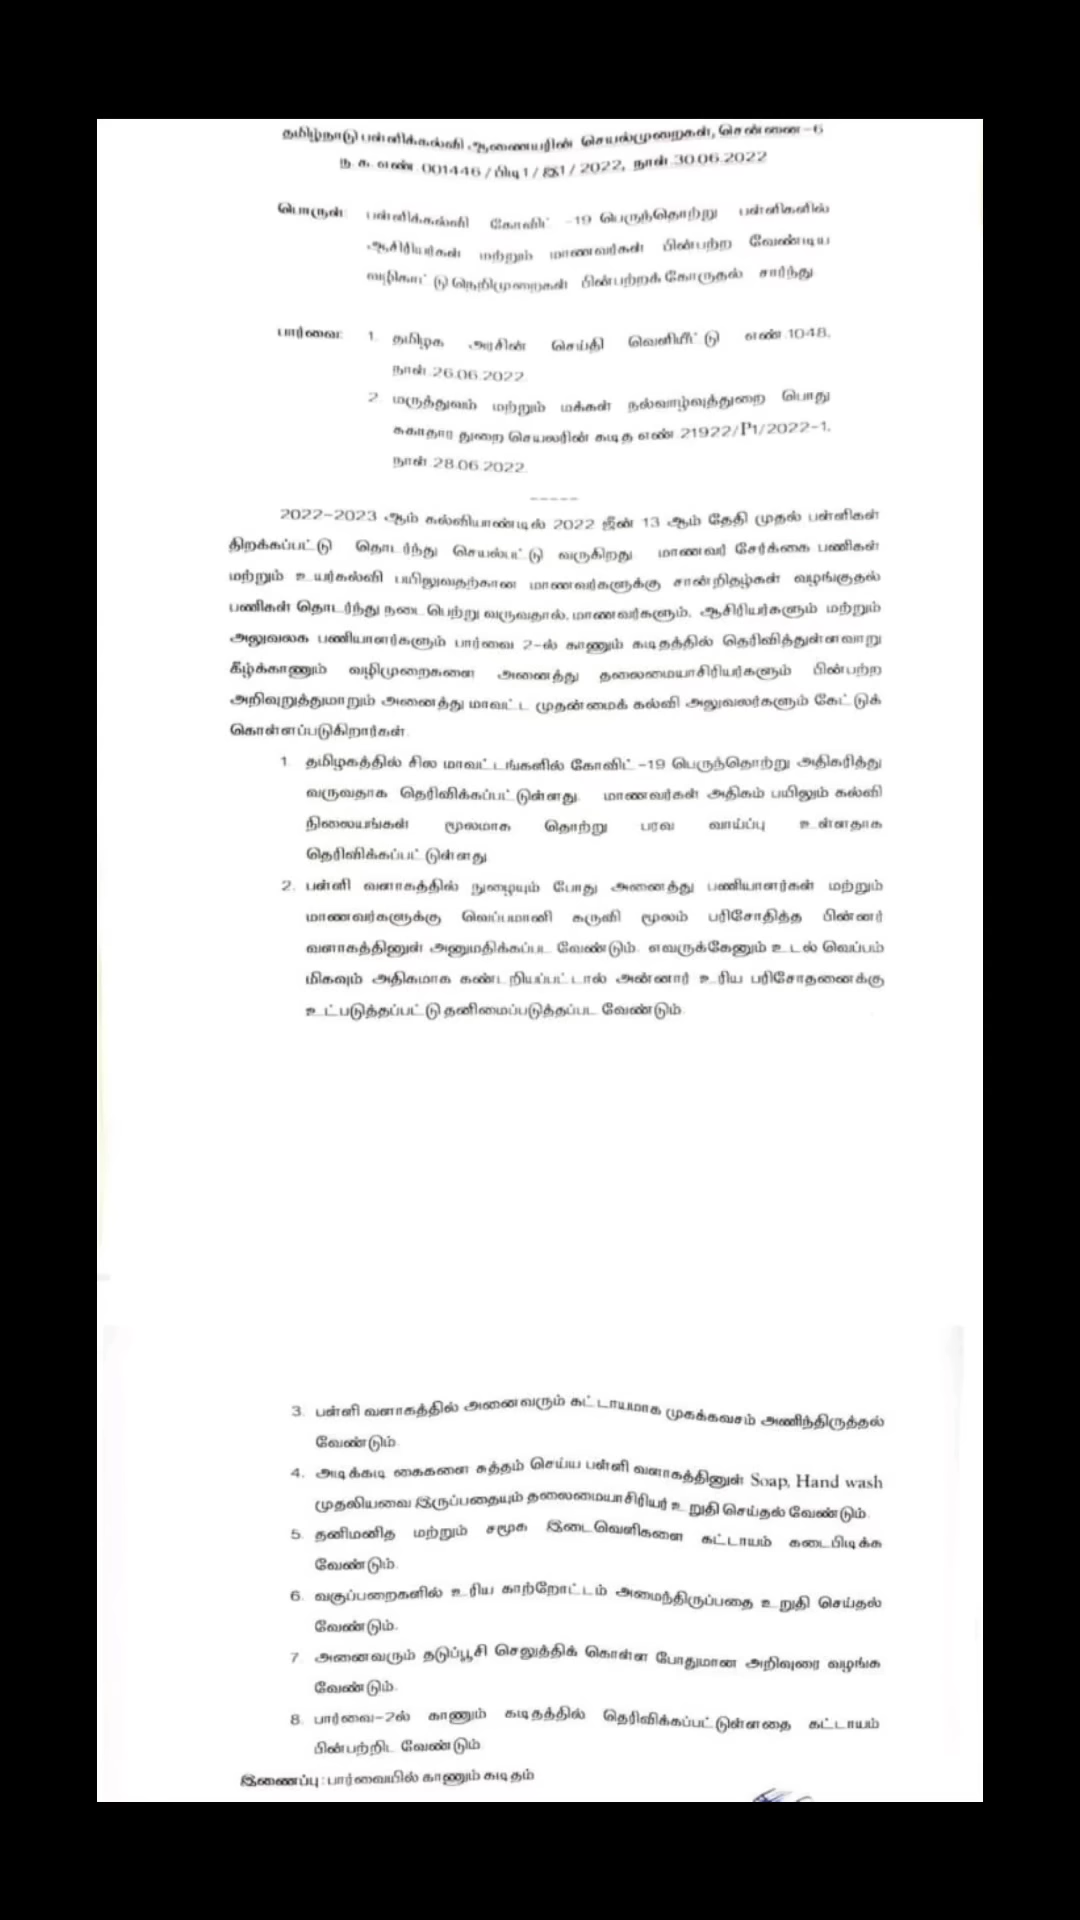 தமிழ்நாடு பள்ளிக்கல்வி ஆணையரின் செயல்முறைகள், சென்னை-6
ந.க. எண். 001446 / பிடி1 / இ1 / 2022, நாள்.30.06.2022
பொருள்: பள்ளிக்கல்வி கோவிட் -19 பெருந்தொற்று பள்ளிகளில்
ஆசிரியர்கள் மற்றும் மாணவர்கள் பின்பற்ற வேண்டிய
வழிகாட்டு நெறிமுறைகள் பின்பற்றக் கோருதல் சார்ந்து
பார்வை: 1. தமிழக அரசின் செய்தி வெளியீட்டு எண்.1048,
நாள்.26.06.2022.
2. மருத்துவம் மற்றும் மக்கள் நல்வாழ்வுத்துறை பொது
சுகாதார துறை செயலரின் கடித எண்.21922/P1/2022-1,
நாள்.28.06.2022.
-----
2022-2023 ஆம் கல்வியாண்டில் 2022 ஜீன் 13 ஆம் தேதி முதல் பள்ளிகள்
திறக்கப்பட்டு தொடர்ந்து செயல்பட்டு வருகிறது. மாணவர் சேர்க்கை பணிகள்
மற்றும் உயர்கல்வி பயிலுவதற்கான மாணவர்களுக்கு சான்றிதழ்கள் வழங்குதல்
பணிகள் தொடர்ந்து நடைபெற்று வருவதால், மாணவர்களும், ஆசிரியர்களும் மற்றும்
அலுவலக பணியாளர்களும் பார்வை 2-ல் காணும் கடிதத்தில் தெரிவித்துள்ளவாறு
கீழ்க்காணும் வழிமுறைகளை அனைத்து தலைமையாசிரியர்களும் பின்பற்ற
அறிவுறுத்துமாறும் அனைத்து மாவட்ட முதன்மைக் கல்வி அலுவலர்களும் கேட்டுக்
கொள்ளப்படுகிறார்கள்.
1. தமிழகத்தில் சில மாவட்டங்களில் கோவிட் -19 பெருந்தொற்று அதிகரித்து
வருவதாக தெரிவிக்கப்பட்டுள்ளது. மாணவர்கள் அதிகம் பயிலும் கல்வி
நிலையங்கள் மூலமாக தொற்று பரவ வாய்ப்பு உள்ளதாக
தெரிவிக்கப்பட்டுள்ளது
2. பள்ளி வளாகத்தில் நுழையும் போது அனைத்து பணியாளர்கள் மற்றும்
மாணவர்களுக்கு வெப்பமானி கருவி மூலம் பரிசோதித்த பின்னர்
வளாகத்தினுள் அனுமதிக்கப்பட வேண்டும். எவருக்கேனும் உடல் வெப்பம்
மிகவும் அதிகமாக கண்டறியப்பட்டால் அன்னார் உரிய பரிசோதனைக்கு
உட்படுத்தப்பட்டு தனிமைப்படுத்தப்பட வேண்டும்.
3. பள்ளி வளாகத்தில் அனைவரும் கட்டாயமாக முகக்கவசம் அணிந்திருத்தல்
வேண்டும்.
4. அடிக்கடி கைகளை சுத்தம் செய்ய பள்ளி வளாகத்தினுள் Soap, Hand wash
முதலியவை இருப்பதையும் தலைமையாசிரியர் உறுதி செய்தல் வேண்டும்.
5. தனிமனித மற்றும் சமூக இடைவெளிகளை கட்டாயம் கடைபிடிக்க
வேண்டும்.
6. வகுப்பறைகளில் உரிய காற்றோட்டம் அமைந்திருப்பதை உறுதி செய்தல்
வேண்டும்.
7. அனைவரும் தடுப்பூசி செலுத்திக் கொள்ள போதுமான அறிவுரை வழங்க
வேண்டும்.
8. பார்வை-2ல் காணும் கடிதத்தில் தெரிவிக்கப்பட்டுள்ளதை கட்டாயம்
பின்பற்றிட வேண்டும்
இணைப்பு : பார்வையில் காணும் கடிதம்